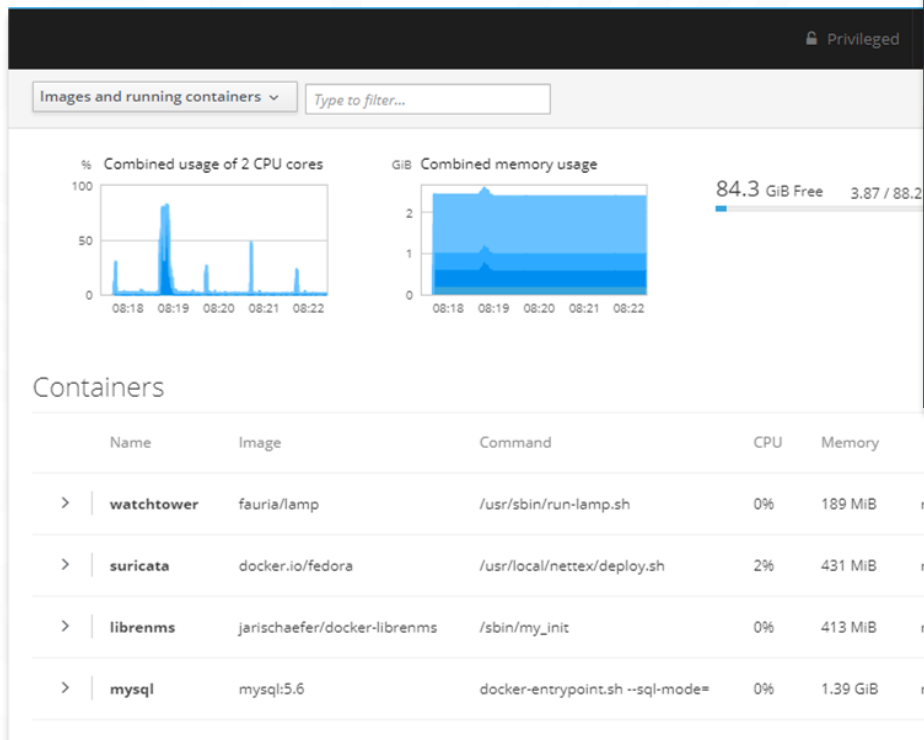 Privileged
Images and running containers
Type to filter...
% Combined usage of 2 CPU cores
100
50
0
08:18 08:19 08:20 08:21 08:22
GiB Combined memory usage
2
1
0
08:18 08:19 08:20 08:21 08:22
84.3 GiB Free 3.87 / 88.2
Containers
Name Image Command CPU Memory
watchtower fauria/lamp /usr/sbin/run-lamp.sh 0% 189 MiB
suricata docker.io/fedora /usr/local/nettex/deploy.sh 2% 431 MiB
librenms jarischaefer/docker-librenms /sbin/my_init 0% 413 MiB
mysql mysql:5.6 docker-entrypoint.sh --sql-mode= 0% 1.39 GiB